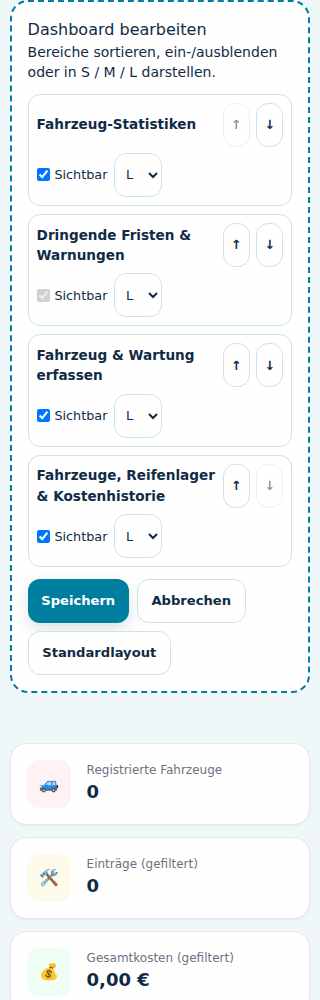 Dashboard bearbeiten
Bereiche sortieren, ein-/ausblenden
oder in S / M / L darstellen.
Fahrzeug-Statistiken ↑ ↓
Sichtbar L
Dringende Fristen &
Warnungen ↑ ↓
Sichtbar L
Fahrzeug & Wartung
erfassen ↑ ↓
Sichtbar L
Fahrzeuge, Reifenlager
& Kostenhistorie ↑ ↓
Sichtbar L
Speichern Abbrechen
Standardlayout
Registrierte Fahrzeuge
0
Einträge (gefiltert)
0
Gesamtkosten (gefiltert)
0,00 €